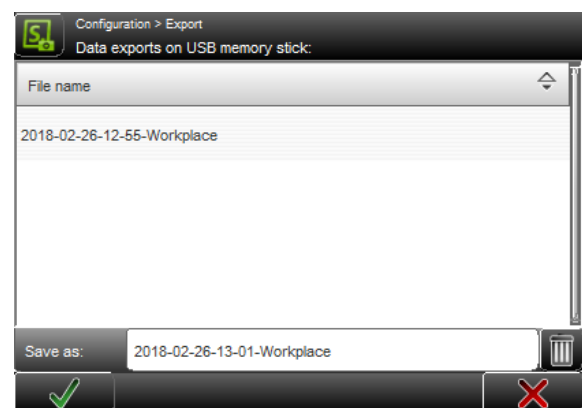 S
Configuration > Export
Data exports on USB memory stick:
File name
2018-02-26-12-55-Workplace
Save as:
2018-02-26-13-01-Workplace